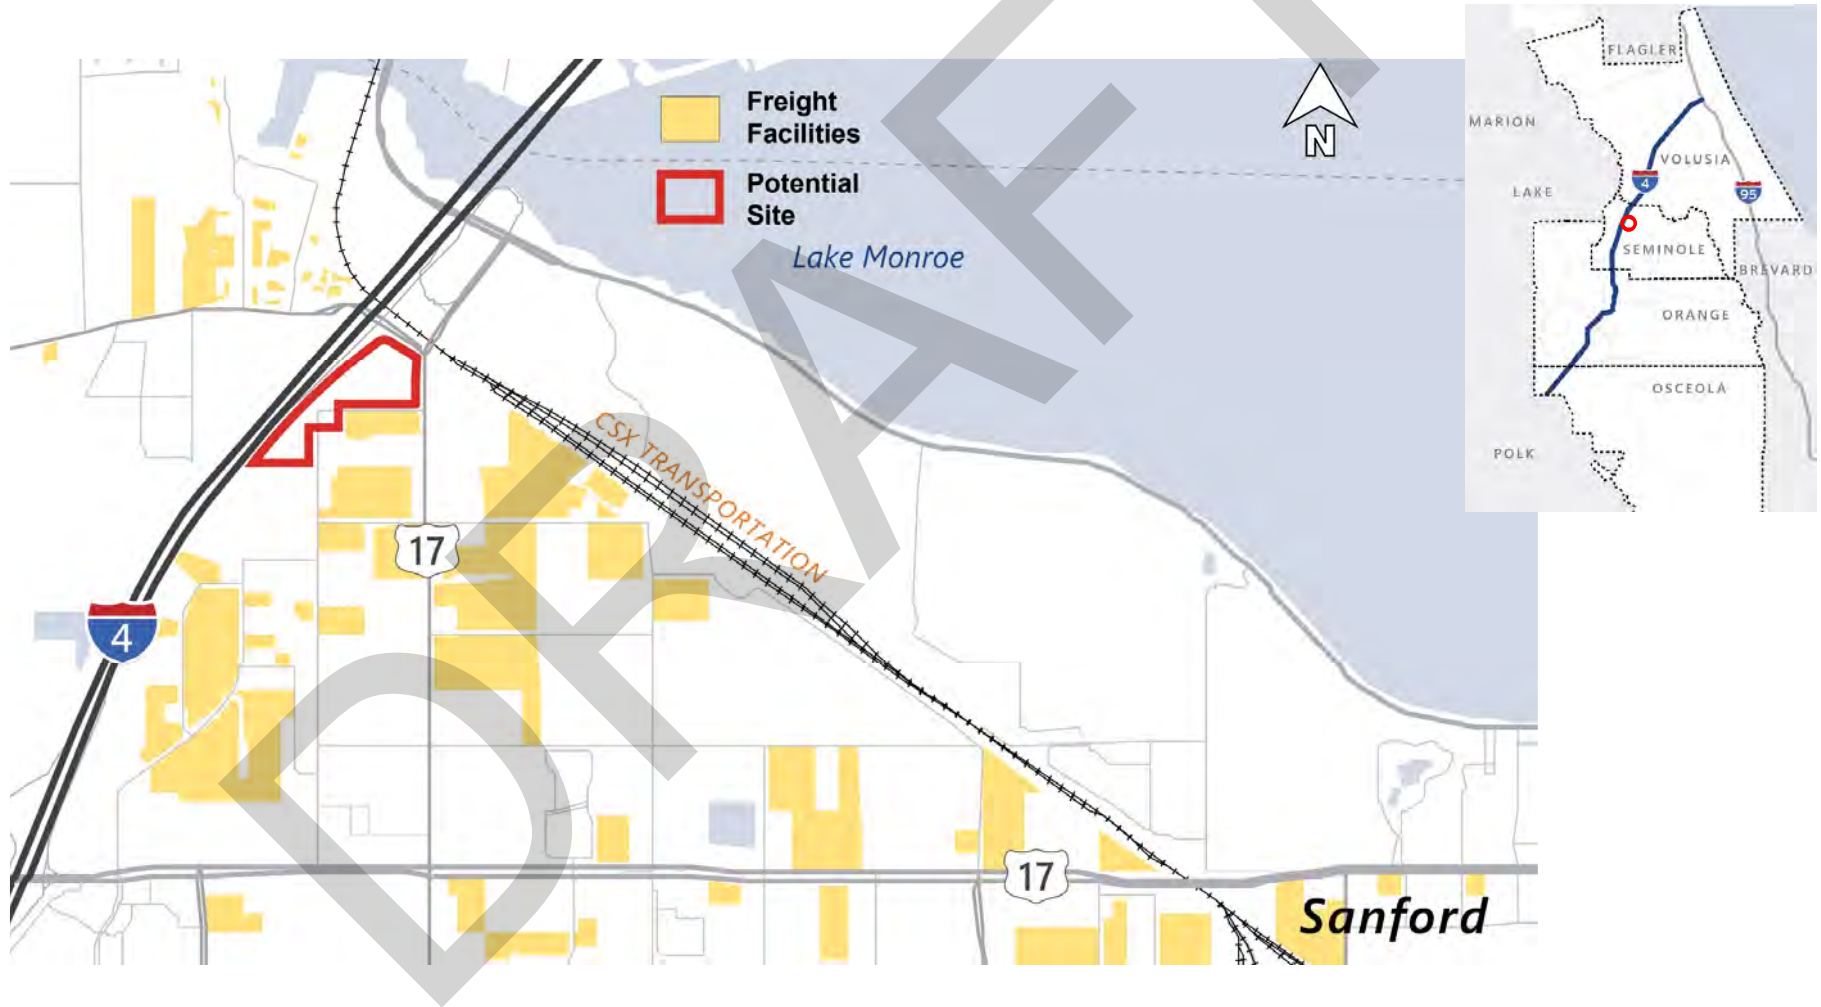 Freight
Facilities
Potential
Site
N
Lake Monroe
CSX TRANSPORTATION
17
4
17
Sanford
FLAGLER
MARION
VOLUSIA
4
LAKE
95
SEMINOLE
BREVARD
ORANGE
OSCEOLA
POLK
DRAFT